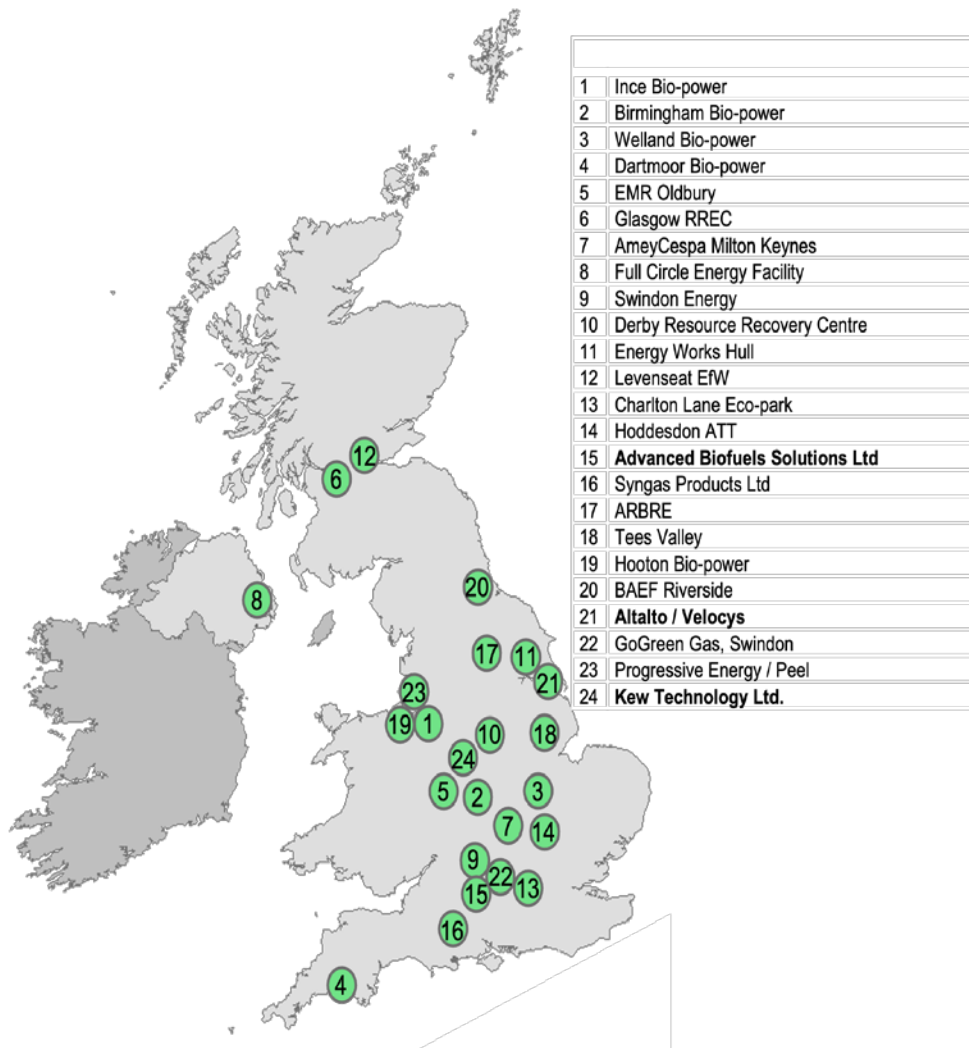 1 Ince Bio-power
2 Birmingham Bio-power
3 Welland Bio-power
4 Dartmoor Bio-power
5 EMR Oldbury
6 Glasgow RREC
7 AmeyCespa Milton Keynes
8 Full Circle Energy Facility
9 Swindon Energy
10 Derby Resource Recovery Centre
11 Energy Works Hull
12 Levenseat EfW
13 Charlton Lane Eco-park
14 Hoddesdon ATT
15 Advanced Biofuels Solutions Ltd
16 Syngas Products Ltd
17 ARBRE
18 Tees Valley
19 Hooton Bio-power
20 BAEF Riverside
21 Altalto / Velocys
22 GoGreen Gas, Swindon
23 Progressive Energy / Peel
24 Kew Technology Ltd.
12
6
20
8
17
11
21
23
19 1
10
18
24
5
2
3
7
14
9
22
15
13
16
4